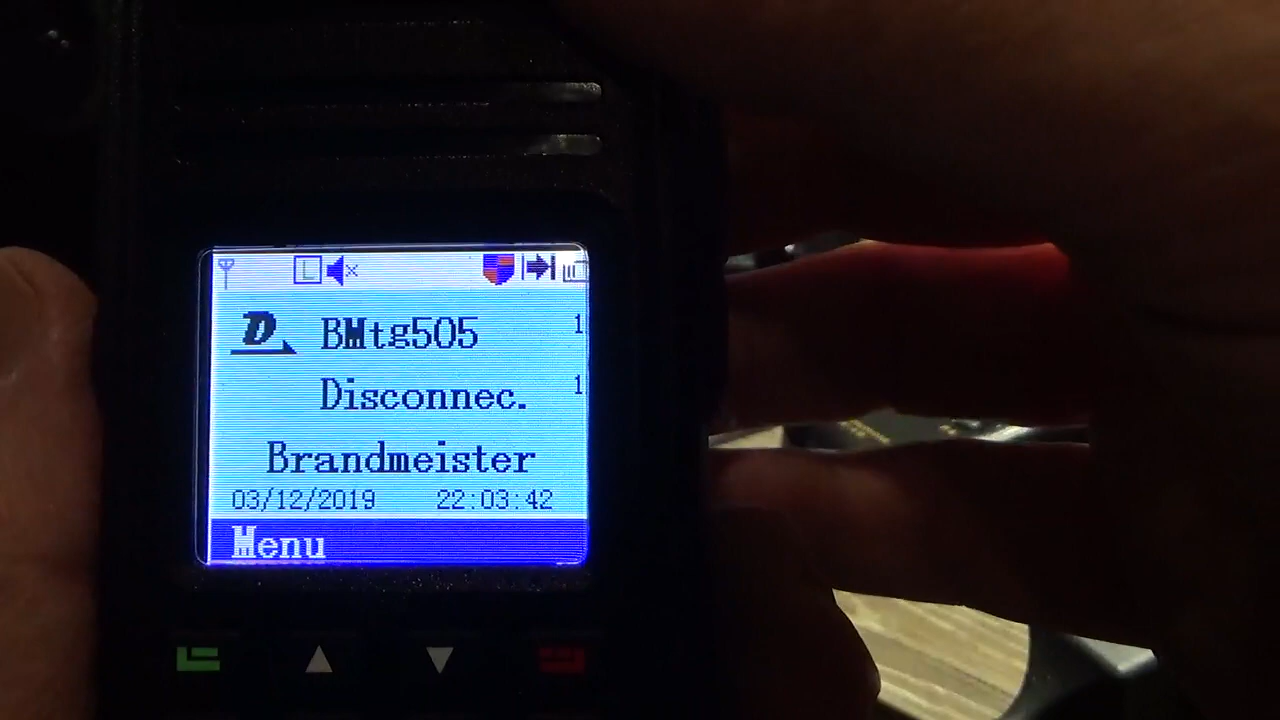 L
D BMtg505 1
Disconnec. 1
Brandmeister
03/12/2019 22:03:42
Menu